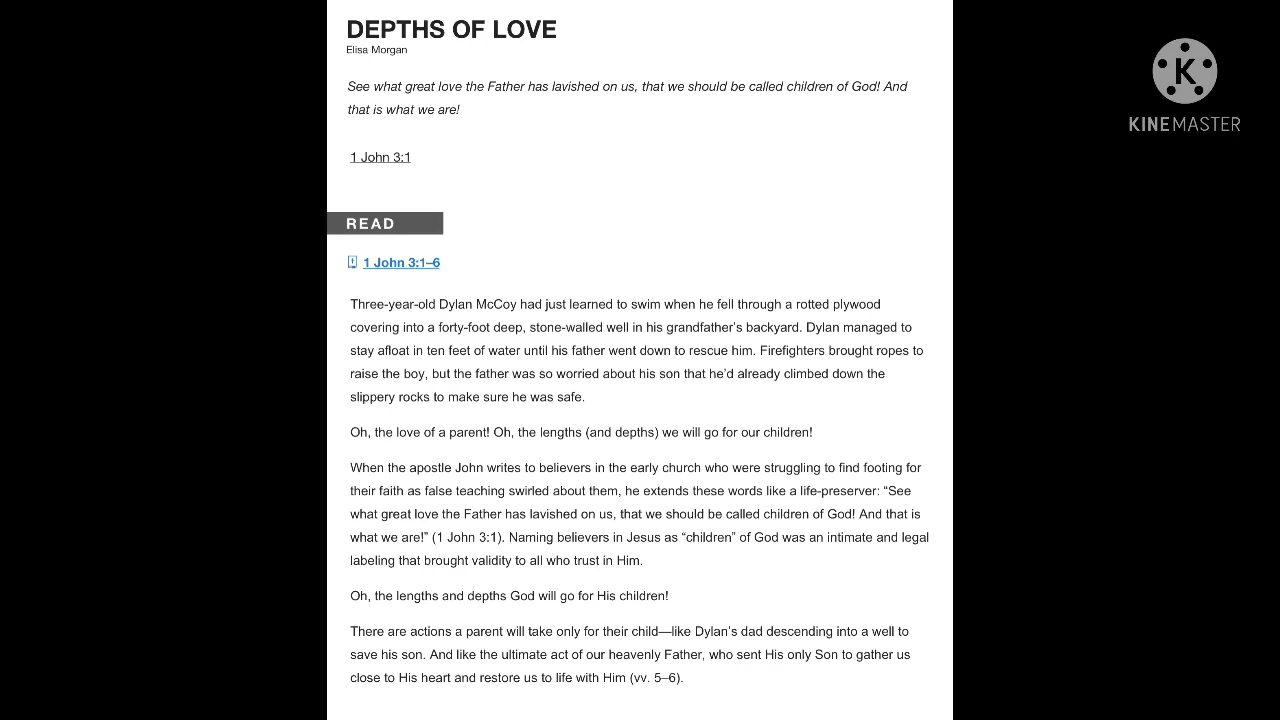 DEPTHS OF LOVE
Elisa Morgan
See what great love the Father has lavished on us, that we should be called children of God! And
that is what we are!
1 John 3:1
READ
1 John 3:1–6
Three-year-old Dylan McCoy had just learned to swim when he fell through a rotted plywood
covering into a forty-foot deep, stone-walled well in his grandfather’s backyard. Dylan managed to
stay afloat in ten feet of water until his father went down to rescue him. Firefighters brought ropes to
raise the boy, but the father was so worried about his son that he’d already climbed down the
slippery rocks to make sure he was safe.
Oh, the love of a parent! Oh, the lengths (and depths) we will go for our children!
When the apostle John writes to believers in the early church who were struggling to find footing for
their faith as false teaching swirled about them, he extends these words like a life-preserver: “See
what great love the Father has lavished on us, that we should be called children of God! And that is
what we are!” (1 John 3:1). Naming believers in Jesus as “children” of God was an intimate and legal
labeling that brought validity to all who trust in Him.
Oh, the lengths and depths God will go for His children!
There are actions a parent will take only for their child—like Dylan’s dad descending into a well to
save his son. And like the ultimate act of our heavenly Father, who sent His only Son to gather us
close to His heart and restore us to life with Him (vv. 5–6).
K
KINEMASTER